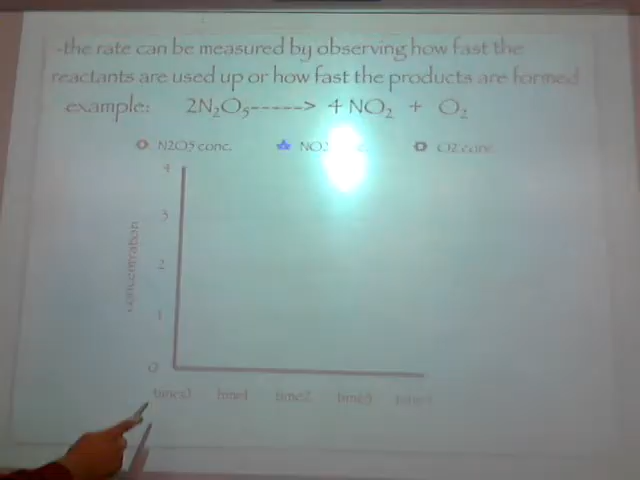 -the rate can be measured by observing how fast the
reactants are used up or how fast the products are formed
example: 2N₂O₅-----> 4 NO₂ + O₂
N2O5 conc. NO2 O2 conc.
4
3
concentration
2
1
0
time1 time2 time3